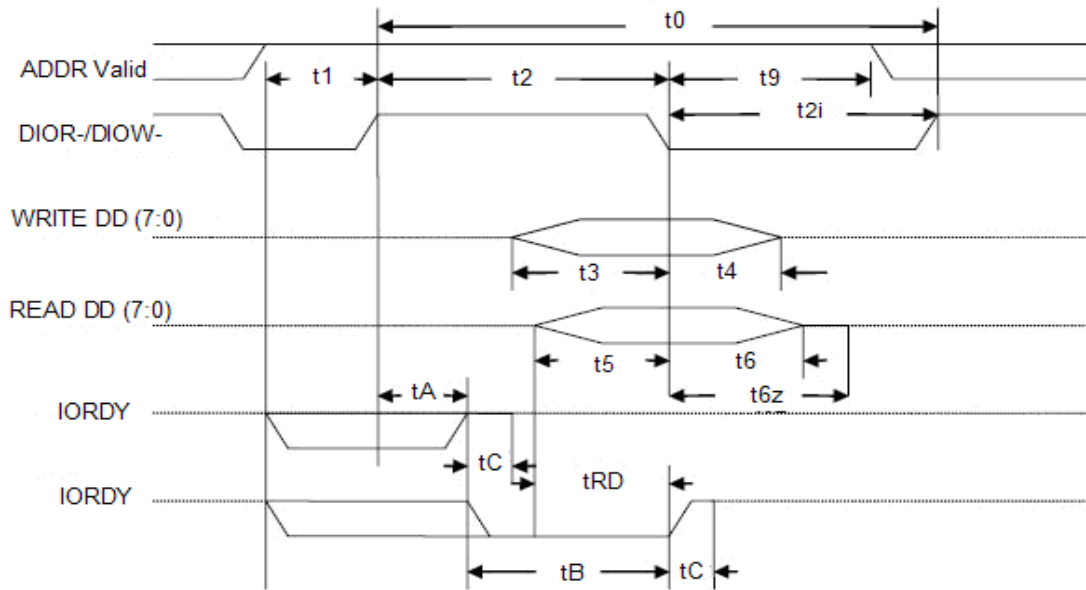 t0
ADDR Valid
t1
t2
t9
t2i
DIOR-/DIOW-
WRITE DD (7:0)
t3
t4
READ DD (7:0)
t5
t6
t6z
tA
IORDY
tC
tRD
IORDY
tB
tC